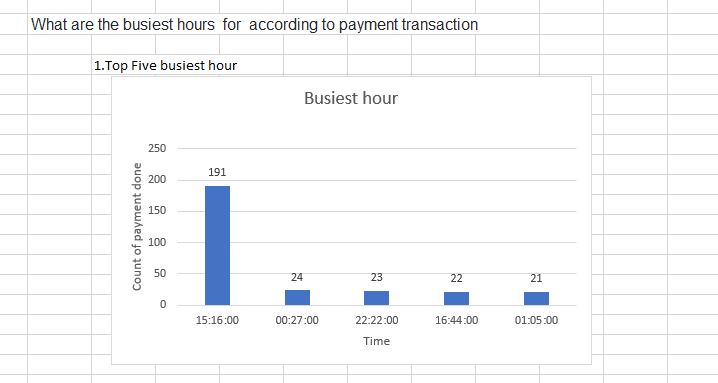 What are the busiest hours for according to payment transaction
1.Top Five busiest hour
Busiest hour
Count of payment done
250
200
150
100
50
0
191
24
23
22
21
15:16:00 00:27:00 22:22:00 16:44:00 01:05:00
Time